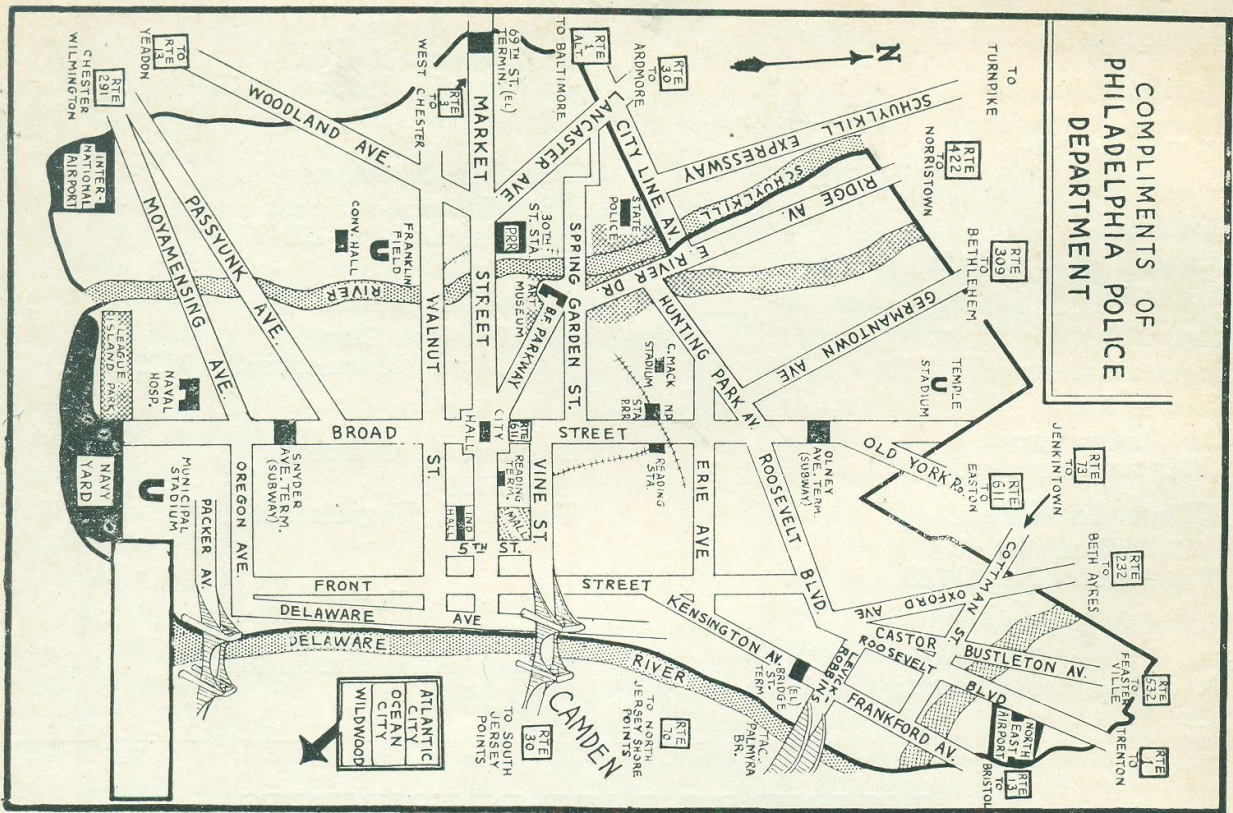 COMPLIMENTS OF
PHILADELPHIA POLICE
DEPARTMENT
N
TO
TURNPIKE
SCHUYLKILL EXPRESSWAY
SCHUYLKILL
RTE
422
TO
NORRISTOWN
RIDGE AV.
RTE
309
TO
BETHLEHEM
GERMANTOWN AVE
TEMPLE
STADIUM
RTE
73
TO
JENKINTOWN
RTE
611
TO
EASTON
OLD YORK RD.
RTE
232
TO
BETH AYRES
OXFORD AVE
COTTMAN ST.
RTE
532
TO
FEASTER
VILLE
BUSTLETON AV.
RTE
1
TO
TRENTON
NORTH
EAST
AIRPORT
RTE
13
TO
BRISTOL
CASTOR
ROOSEVELT BLVD
FRANKFORD AV.
LEVICK-
ROBBINS
ROOSEVELT BLVD.
OLNEY
AVE. TERM.
(SUBWAY)
HUNTING PARK AV.
E. RIVER DR.
CITY LINE AV.
RTE
30
TO
ARDMORE
RTE
1
ALT.
TO BALTIMORE
LANCASTER AVE
STATE
POLICE
SPRING GARDEN ST.
30TH
ST. STA.
PRR
ART
MUSEUM
B.F. PARKWAY
C. MACK
STADIUM
N.P.
STA
PRR
READING
STA.
ERIE AVE
KENSINGTON AV.
BRIDGE
ST.
TERM
(EL)
TAC.
PALMYRA
BR.
69TH ST. (EL)
TERMIN.
MARKET STREET
RTE
3
TO
WEST CHESTER
WALNUT ST.
CITY
HALL
RTE
611
READING
TERM.
VINE ST
MALL
IND
HALL
5TH ST.
BROAD STREET
FRONT STREET
DELAWARE AVE
DELAWARE RIVER
CAMDEN
RTE
70
TO NORTH
JERSEY SHORE
POINTS
RTE
30
TO SOUTH
JERSEY
POINTS
ATLANTIC
CITY
OCEAN
CITY
WILDWOOD
WOODLAND AVE.
TO
RTE
13
YEADON
RTE
291
CHESTER
WILMINGTON
INTER-
NATIONAL
AIRPORT
PASSYUNK AVE.
MOYAMENSING AVE.
FRANKLIN
FIELD
CONV. HALL
RIVER
LEAGUE
ISLAND PARK
NAVAL
HOSP.
SNYDER
AVE. TERM.
(SUBWAY)
OREGON AVE.
MUNICIPAL
STADIUM
PACKER AV.
NAVY
YARD